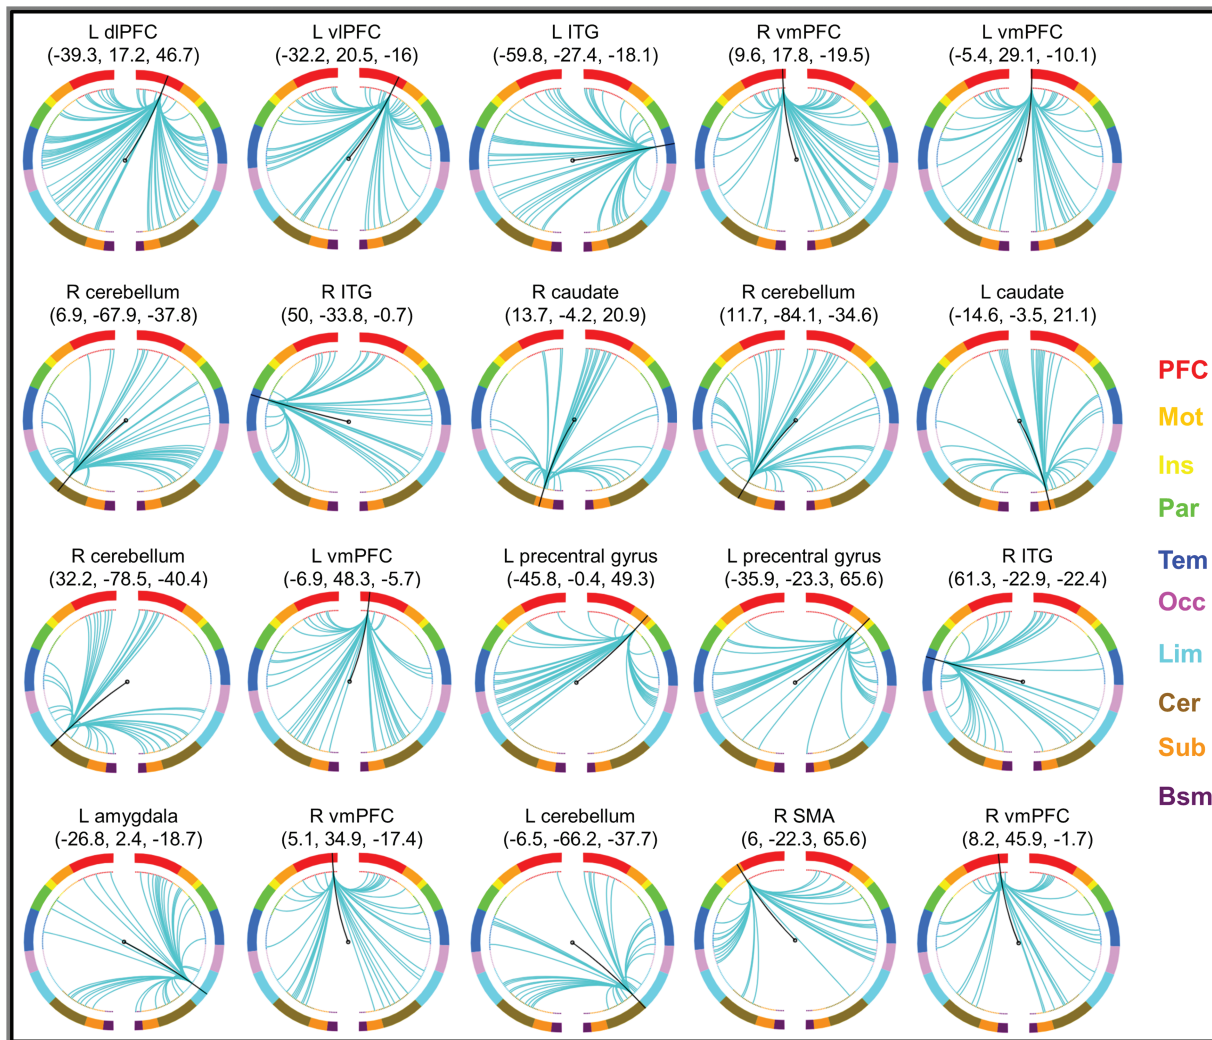 L dlPFC
(-39.3, 17.2, 46.7)
L vlPFC
(-32.2, 20.5, -16)
L ITG
(-59.8, -27.4, -18.1)
R vmPFC
(9.6, 17.8, -19.5)
L vmPFC
(-5.4, 29.1, -10.1)
R cerebellum
(6.9, -67.9, -37.8)
R ITG
(50, -33.8, -0.7)
R caudate
(13.7, -4.2, 20.9)
R cerebellum
(11.7, -84.1, -34.6)
L caudate
(-14.6, -3.5, 21.1)
R cerebellum
(32.2, -78.5, -40.4)
L vmPFC
(-6.9, 48.3, -5.7)
L precentral gyrus
(-45.8, -0.4, 49.3)
L precentral gyrus
(-35.9, -23.3, 65.6)
R ITG
(61.3, -22.9, -22.4)
L amygdala
(-26.8, 2.4, -18.7)
R vmPFC
(5.1, 34.9, -17.4)
L cerebellum
(-6.5, -66.2, -37.7)
R SMA
(6, -22.3, 65.6)
R vmPFC
(8.2, 45.9, -1.7)
PFC
Mot
Ins
Par
Tem
Occ
Lim
Cer
Sub
Bsm